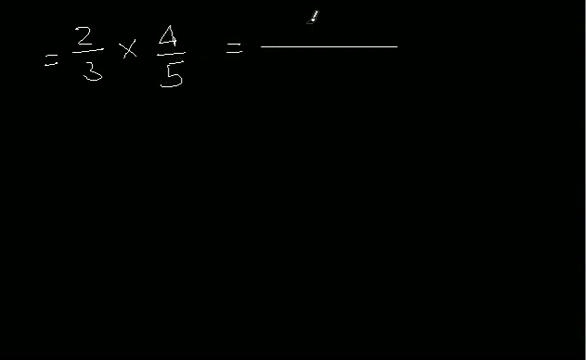 = 2/3 × 4/5 =